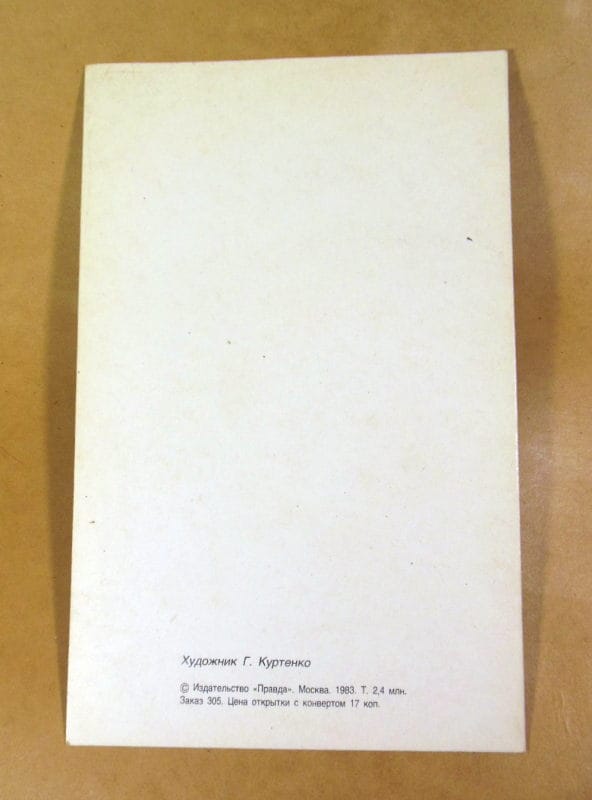 Художник Г. Куртенко
© Издательство «Правда». Москва. 1983. Т. 2,4 млн.
Заказ 305. Цена открытки с конвертом 17 коп.